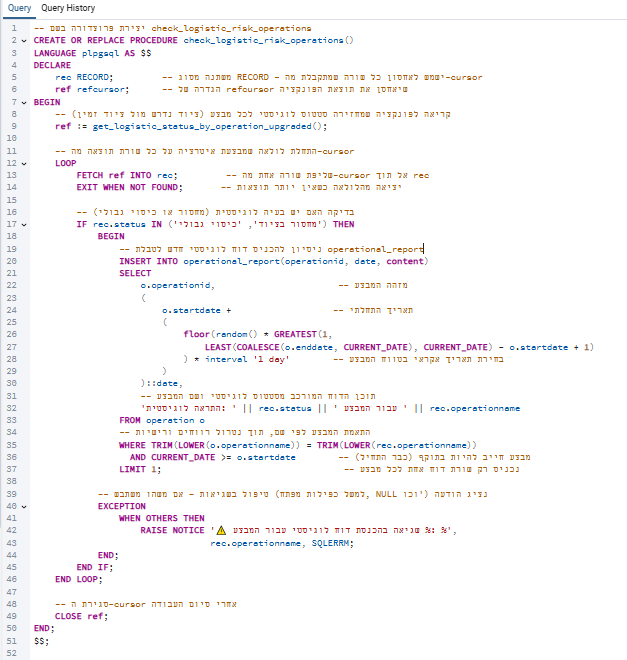 Query Query History
1 -- יצירת פרוצדורה בשם check_logistic_risk_operations
2 CREATE OR REPLACE PROCEDURE check_logistic_risk_operations()
3 LANGUAGE plpgsql AS $$
4 DECLARE
5 rec RECORD; -- משתנה מסוג RECORD - ישמש לאחסון כל שורה שמתקבלת מה-cursor
6 ref refcursor; -- הגדרה של refcursor שיאחסן את תוצאת הפונקציה
7 BEGIN
8 -- קריאה לפונקציה שמחזירה סטטוס לוגיסטי לכל מבצע (ציוד נדרש מול ציוד זמין)
9 ref := get_logistic_status_by_operation_upgraded();
10
11 -- התחלת לולאה שמבצעת איטרציה על כל שורת תוצאה מה-cursor
12 LOOP
13 FETCH ref INTO rec; -- שליפת שורה אחת מה-cursor אל תוך rec
14 EXIT WHEN NOT FOUND; -- יציאה מהלולאה כשאין יותר תוצאות
15
16 -- בדיקה האם יש בעיה לוגיסטית (מחסור או כיסוי גבולי)
17 IF rec.status IN ('מחסור בציוד', 'כיסוי גבולי') THEN
18 BEGIN
19 -- ניסיון להכניס דוח לוגיסטי חדש לטבלת operational_report
20 INSERT INTO operational_report(operationid, date, content)
21 SELECT
22 o.operationid, -- מזהה המבצע
23 (
24 o.startdate + -- תאריך התחלתי
25 (
26 floor(random() * GREATEST(1,
27 LEAST(COALESCE(o.enddate, CURRENT_DATE), CURRENT_DATE) - o.startdate + 1)
28 ) * interval '1 day' -- בחירת תאריך אקראי בטווח המבצע
29 )
30 )::date,
31 -- תוכן הדוח המורכב מסטטוס לוגיסטי ושם המבצע
32 'התראה לוגיסטית: ' || rec.status || ' עבור המבצע ' || rec.operationname
33 FROM operation o
34 -- התאמת המבצע לפי שם, תוך נטרול רווחים ורישיות
35 WHERE TRIM(LOWER(o.operationname)) = TRIM(LOWER(rec.operationname))
36 AND CURRENT_DATE >= o.startdate -- מבצע חייב להיות בתוקף (כבר התחיל)
37 LIMIT 1; -- נכניס רק שורת דוח אחת לכל מבצע
38
39 -- טיפול בשגיאות - אם משהו משתבש (למשל כפילות מפתח, NULL וכו') נציג הודעה
40 EXCEPTION
41 WHEN OTHERS THEN
42 RAISE NOTICE '⚠️ שגיאה בהכנסת דוח לוגיסטי עבור המבצע %: %',
43 rec.operationname, SQLERRM;
44 END;
45 END IF;
46 END LOOP;
47
48 -- סגירת ה-cursor אחרי סיום העבודה
49 CLOSE ref;
50 END;
51 $$;
52